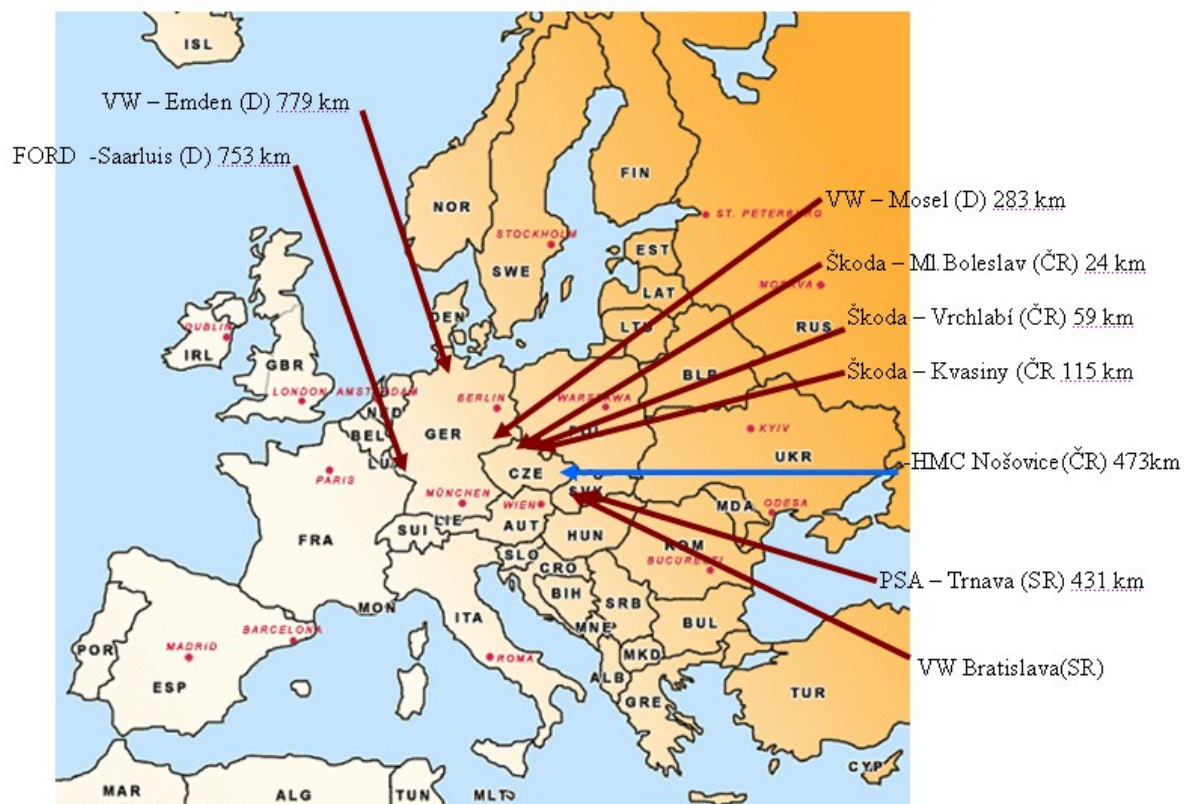 ISL
VW – Emden (D) 779 km
FORD -Saarluis (D) 753 km
FIN
NOR
VW – Mosel (D) 283 km
ST. PETERBURG
STOCKHOLM
EST
SWE
Škoda – Ml.Boleslav (ČR) 24 km
MOSKVA
LAT
DEN
LTU
RUS
Škoda – Vrchlabí (ČR) 59 km
DUBLIN
IRL
GBR
BLR
Škoda – Kvasiny (ČR 115 km
LONDON
AMSTERDAM
NED
BERLIN
WARSZAWA
POL
BEL
GER
KYIV
UKR
LUX
-HMC Nošovice(ČR) 473km
PARIS
CZE
SVK
MÜNCHEN
WIEN
LIE
MDA
ODESA
SUI
AUT
HUN
FRA
ROM
SLO
CRO
BUCURESTI
PSA – Trnava (SR) 431 km
BIH
SRB
MON
ITA
BARCELONA
MNE
BUL
POR
MADRID
ROMA
MKD
VW Bratislava(SR)
ALB
ESP
GRE
TUR
CYP
MAR
ALG
TUN
MLT